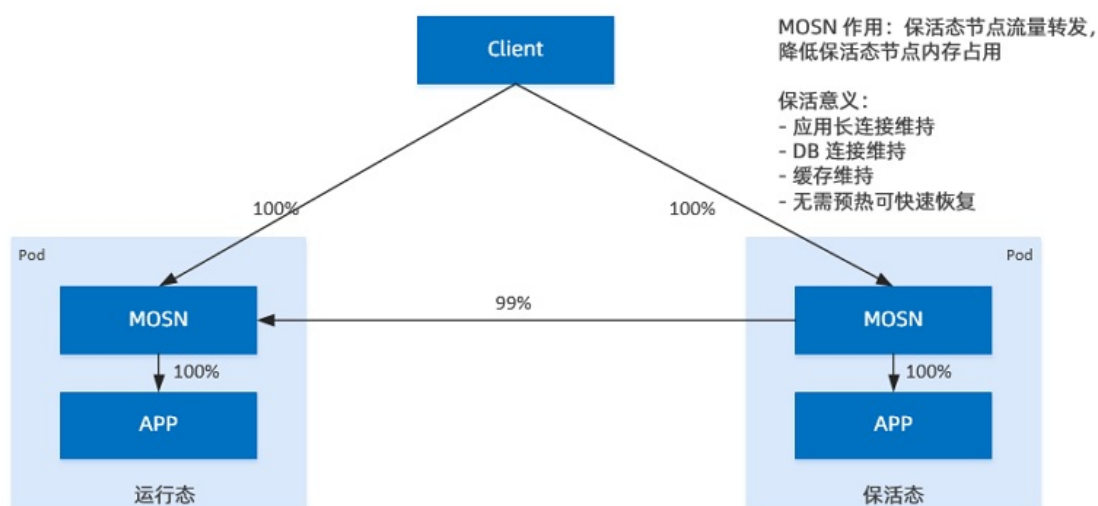 Client
MOSN 作用：保活态节点流量转发，
降低保活态节点内存占用
保活意义：
- 应用长连接维持
- DB 连接维持
- 缓存维持
- 无需预热可快速恢复
100%
100%
Pod
Pod
MOSN
99%
MOSN
100%
100%
APP
APP
运行态
保活态